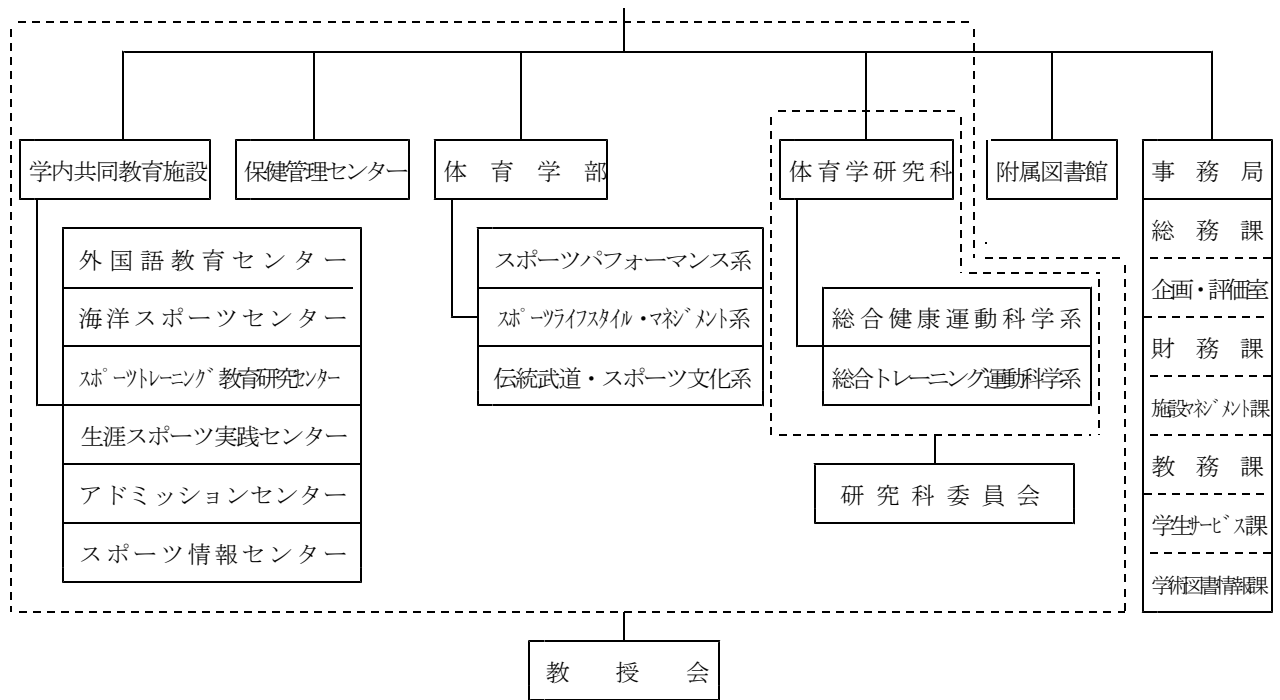 学内共同教育施設
保健管理センター
体育学部
体育学研究科
附属図書館
事務局
外国語教育センター
海洋スポーツセンター
スポーツトレーニング教育研究センター
生涯スポーツ実践センター
アドミッションセンター
スポーツ情報センター
スポーツパフォーマンス系
スポーツライフスタイル・マネジメント系
伝統武道・スポーツ文化系
総合健康運動科学系
総合トレーニング運動科学系
研究科委員会
総務課
企画・評価室
財務課
施設マネジメント課
教務課
学生サービス課
学術図書情報課
教授会